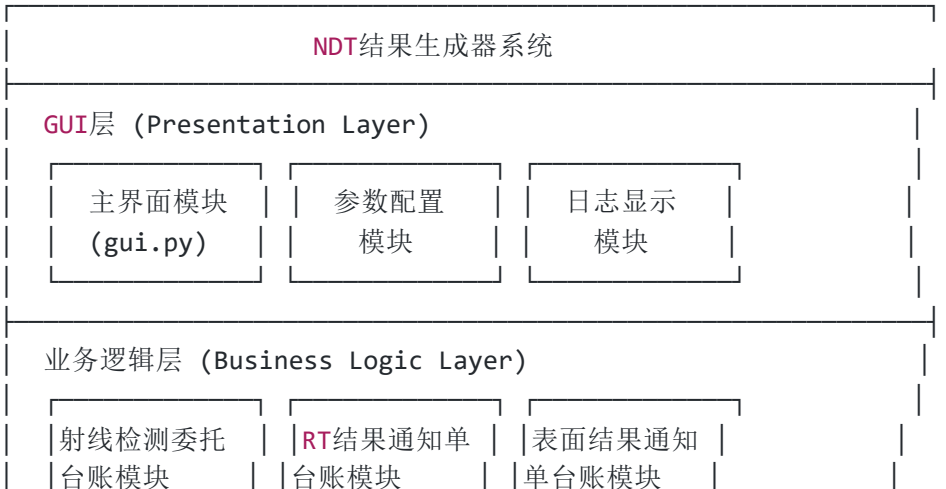 NDT结果生成器系统
GUI层 (Presentation Layer)
主界面模块 参数配置 日志显示
(gui.py) 模块 模块
业务逻辑层 (Business Logic Layer)
射线检测委托 RT结果通知单 表面结果通知
台账模块 台账模块 单台账模块